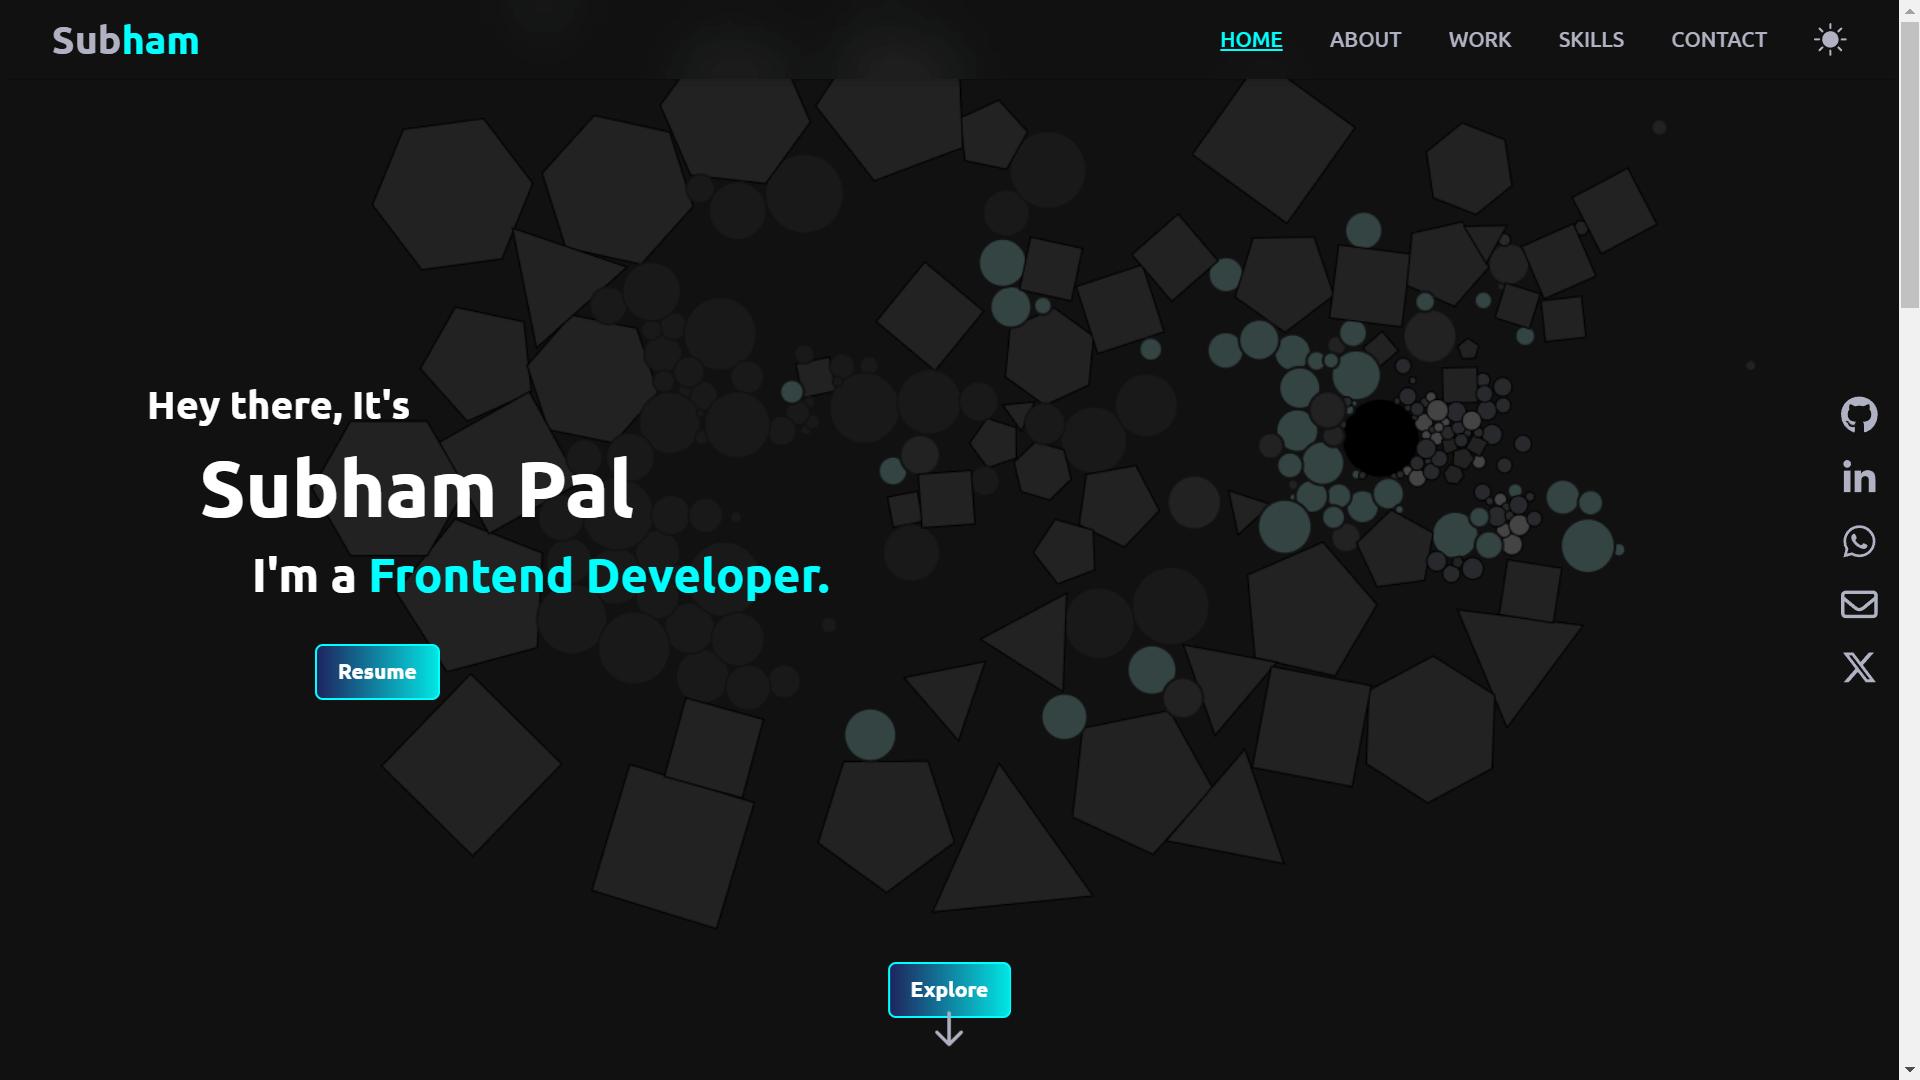 Subham
HOME ABOUT WORK SKILLS CONTACT
Hey there, It's
Subham Pal
I'm a Frontend Developer.
Resume
Explore